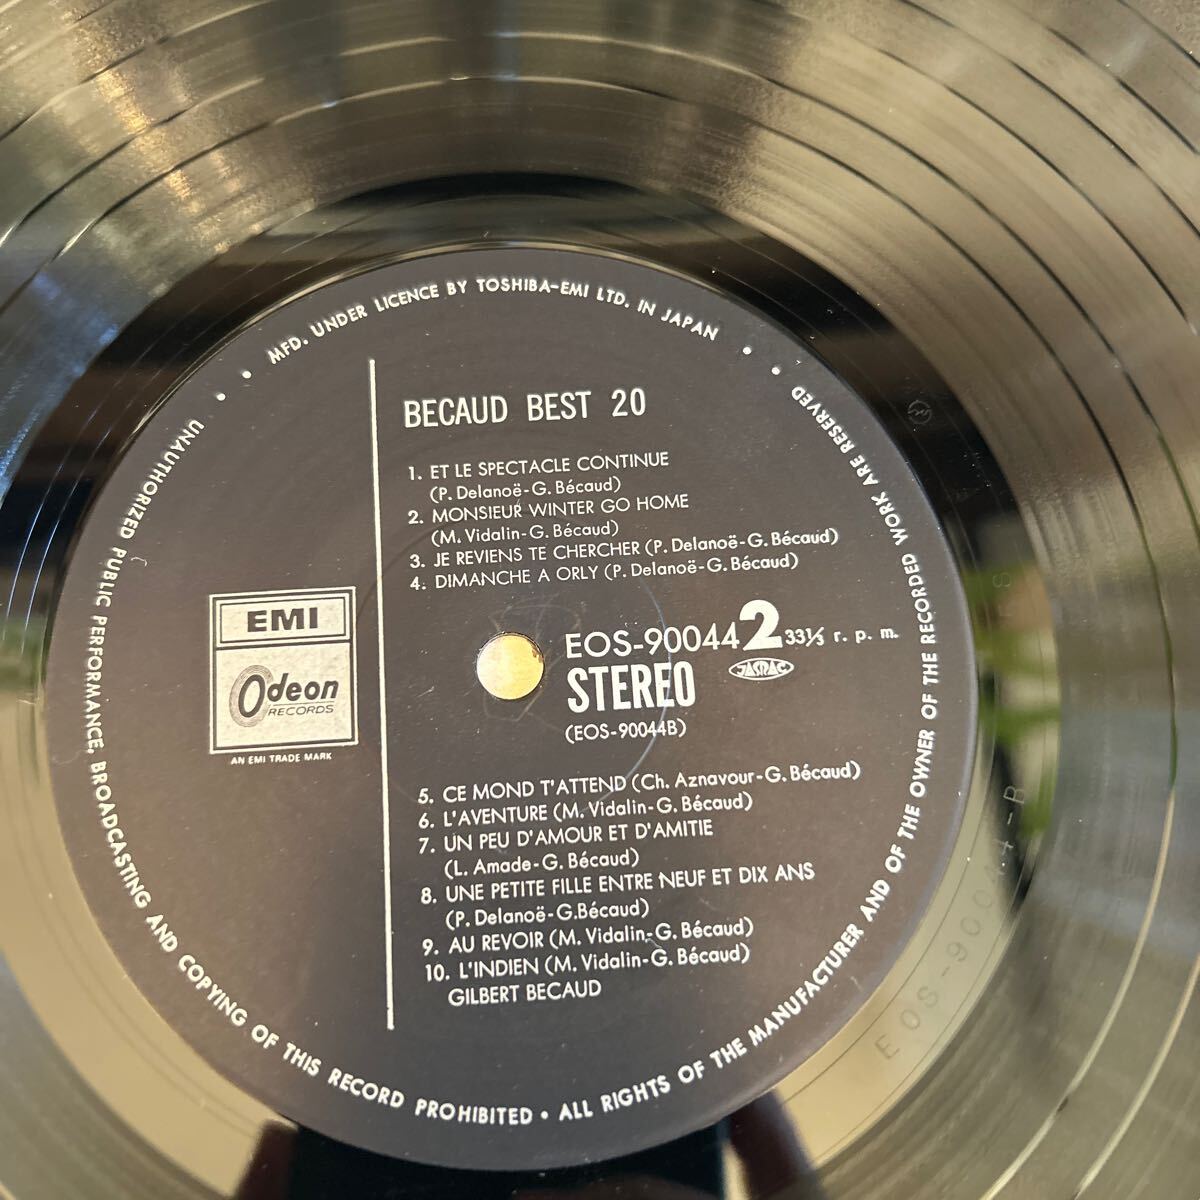 MFD. UNDER LICENCE BY TOSHIBA-EMI LTD. IN JAPAN
BECAUD BEST 20
1. ET LE SPECTACLE CONTINUE
(P. Delanoë-G. Bécaud)
2. MONSIEUR WINTER GO HOME
(M. Vidalin-G. Bécaud)
3. JE REVIENS TE CHERCHER (P. Delanoë-G. Bécaud)
4. DIMANCHE A ORLY (P. Delanoë-G. Bécaud)
EMI
Odeon
RECORDS
AN EMI TRADE MARK
EOS-90044 2 33⅓ r. p. m.
STEREO JASRAC
(EOS-90044B)
5. CE MOND T'ATTEND (Ch. Aznavour-G. Bécaud)
6. L'AVENTURE (M. Vidalin-G. Bécaud)
7. UN PEU D'AMOUR ET D'AMITIE
(L. Amade-G. Bécaud)
8. UNE PETITE FILLE ENTRE NEUF ET DIX ANS
(P. Delanoë-G.Bécaud)
9. AU REVOIR (M. Vidalin-G. Bécaud)
10. L'INDIEN (M. Vidalin-G. Bécaud)
GILBERT BECAUD
UNAUTHORIZED PUBLIC PERFORMANCE, BROADCASTING AND COPYING OF THIS RECORD PROHIBITED • ALL RIGHTS OF THE MANUFACTURER AND OF THE OWNER OF THE RECORDED WORK ARE RESERVED
EOS-90044-B
S